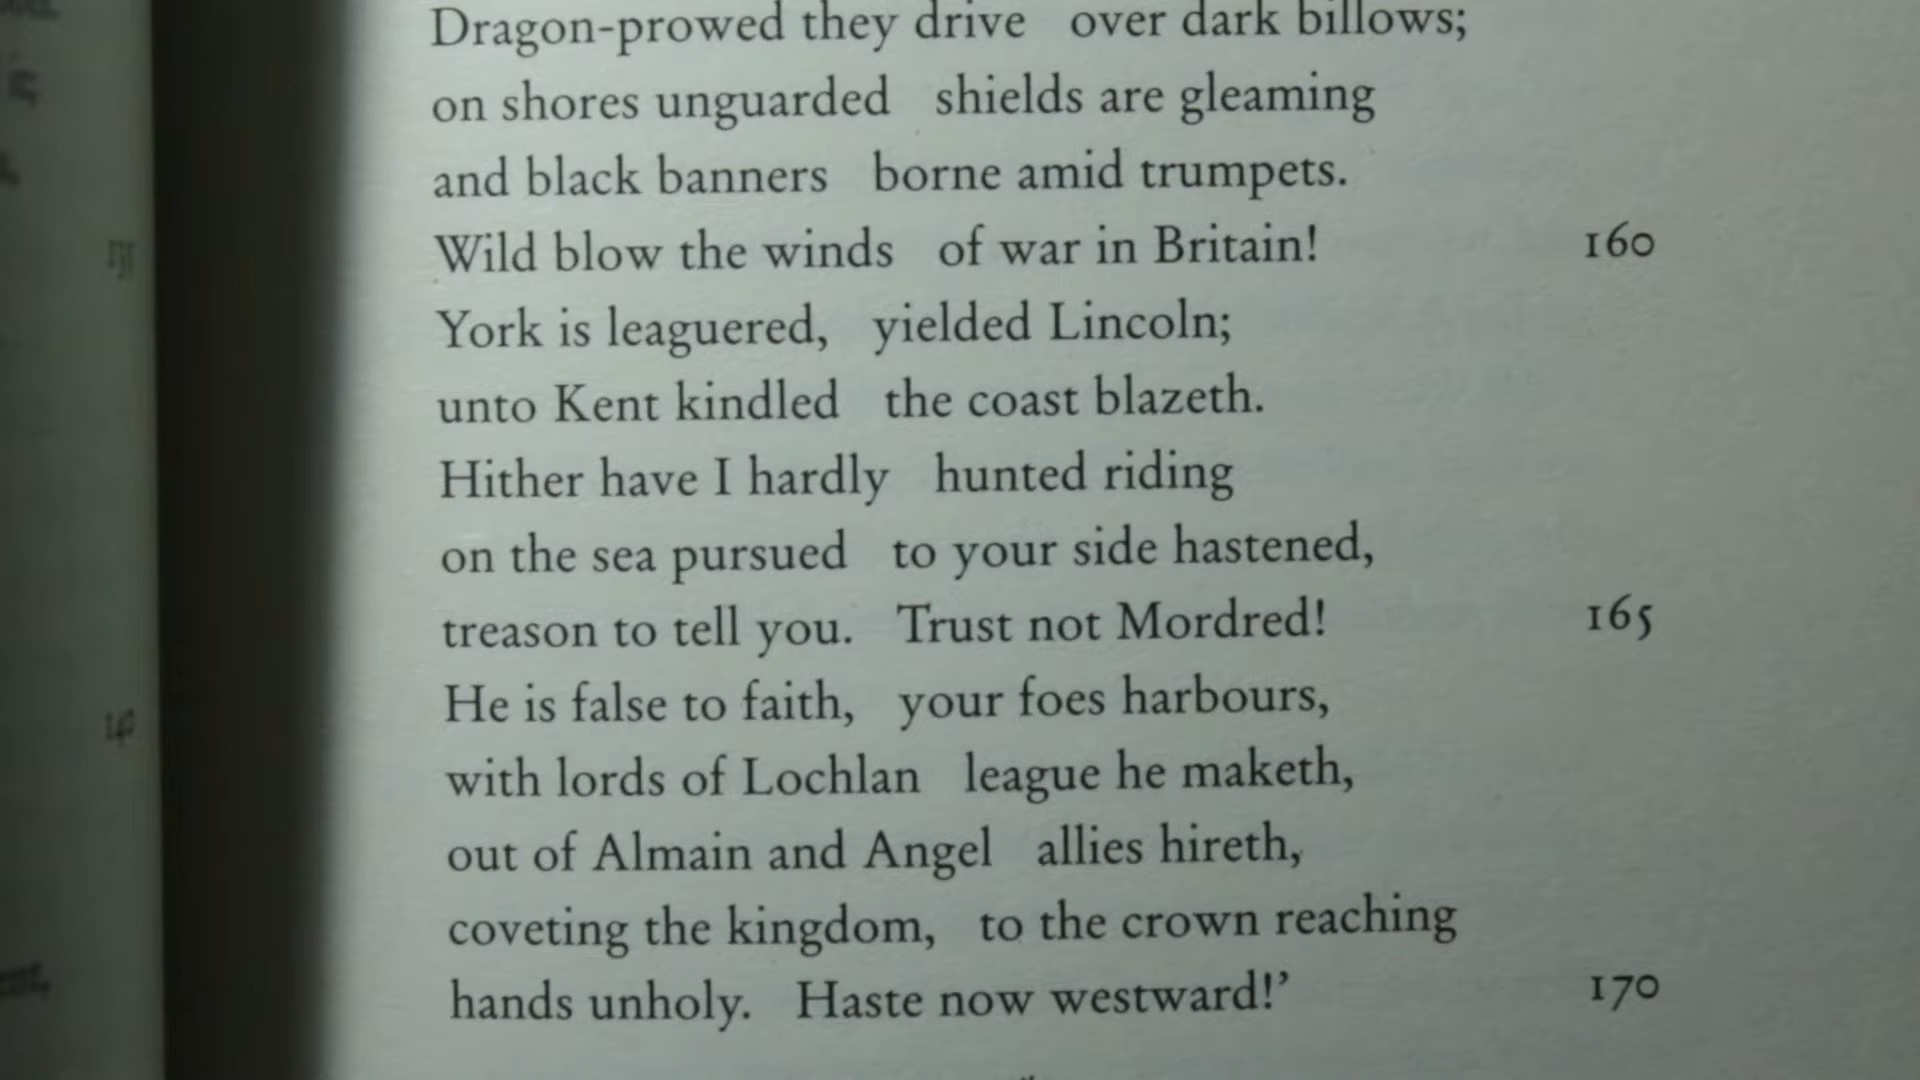 Dragon-prowed they drive   over dark billows;
on shores unguarded   shields are gleaming
and black banners   borne amid trumpets.
Wild blow the winds   of war in Britain!   160
York is leaguered,   yielded Lincoln;
unto Kent kindled   the coast blazeth.
Hither have I hardly   hunted riding
on the sea pursued   to your side hastened,
treason to tell you.   Trust not Mordred!   165
He is false to faith,   your foes harbours,
with lords of Lochlan   league he maketh,
out of Almain and Angel   allies hireth,
coveting the kingdom,   to the crown reaching
hands unholy.   Haste now westward!’   170